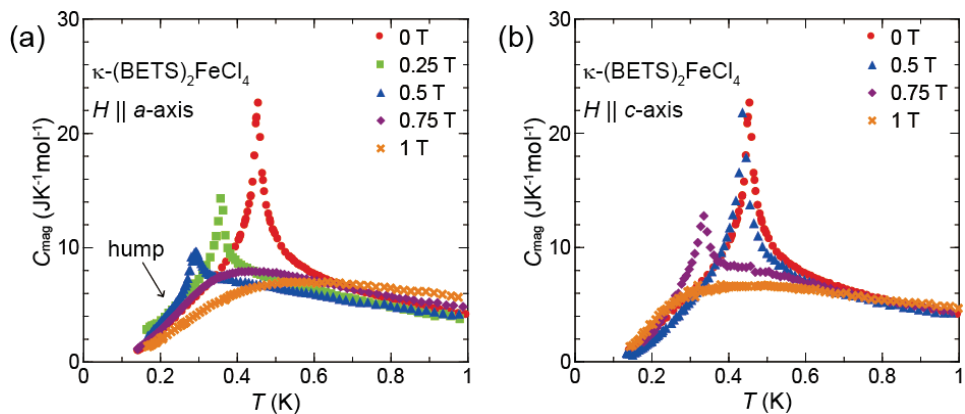 (a)
30
20
10
0
C mag (JK⁻¹mol⁻¹)
κ-(BETS)₂FeCl₄
H || a-axis
hump
0 T
0.25 T
0.5 T
0.75 T
1 T
0 0.2 0.4 0.6 0.8 1
T (K)
(b)
30
20
10
0
C mag (JK⁻¹mol⁻¹)
κ-(BETS)₂FeCl₄
H || c-axis
0 T
0.5 T
0.75 T
1 T
0 0.2 0.4 0.6 0.8 1
T (K)